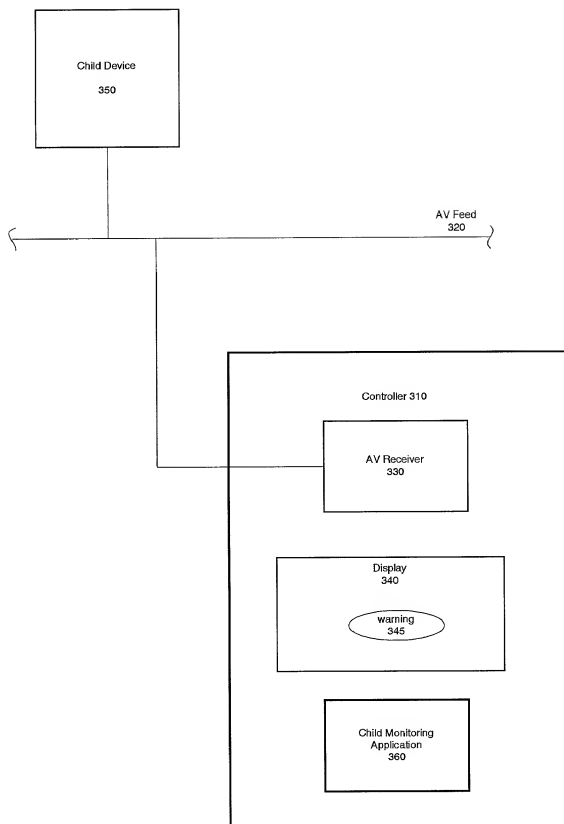 Child Device
350
AV Feed
320
Controller 310
AV Receiver
330
Display
340
warning
345
Child Monitoring
Application
360